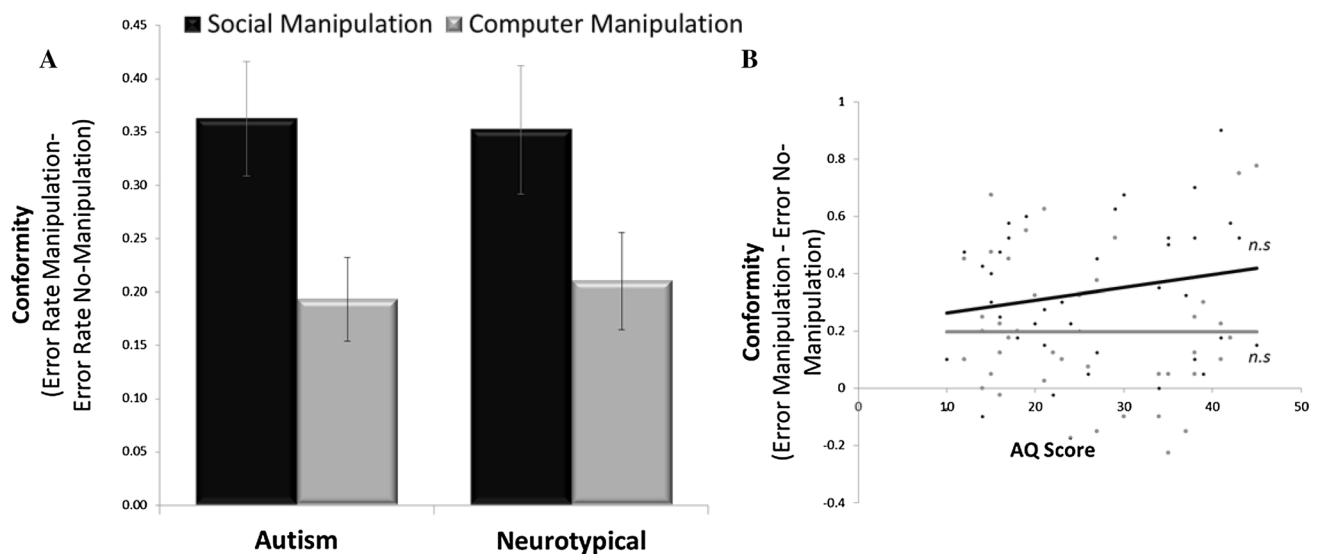 Social Manipulation Computer Manipulation
A
Conformity
(Error Rate Manipulation-
Error Rate No-Manipulation)
0.45
0.40
0.35
0.30
0.25
0.20
0.15
0.10
0.05
0.00
Autism Neurotypical
B
Conformity
(Error Manipulation - Error No-
Manipulation)
1
0.8
0.6
0.4
0.2
0
-0.2
-0.4
0 10 20 30 40 50
n.s
n.s
AQ Score